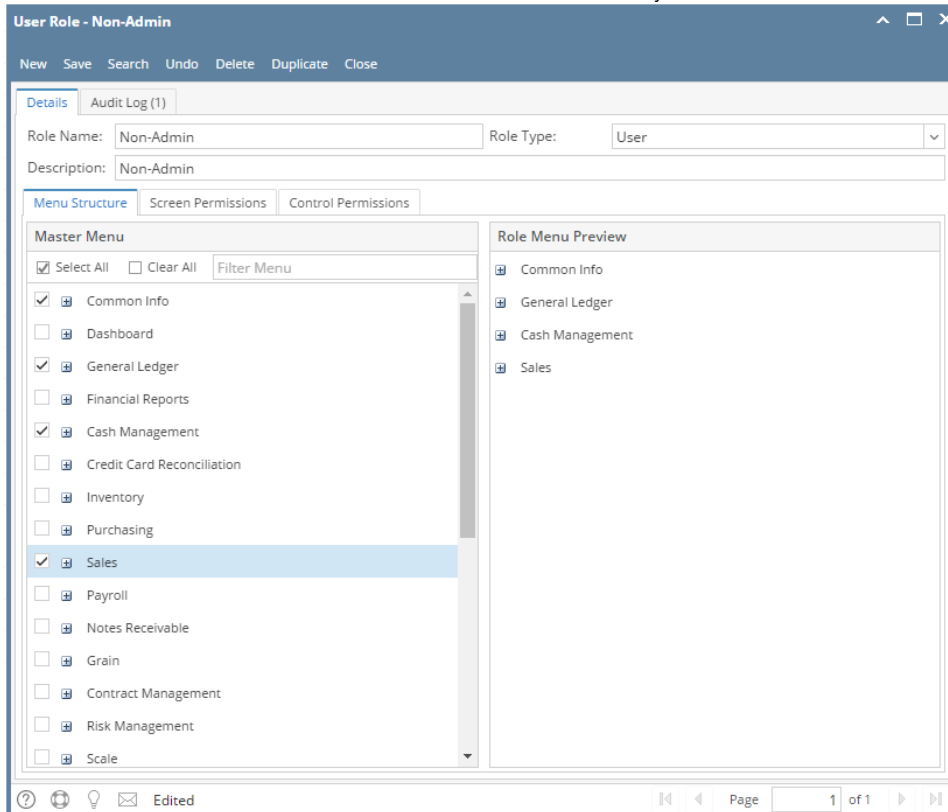 User Role - Non-Admin
New Save Search Undo Delete Duplicate Close
Details Audit Log (1)
Role Name: Non-Admin Role Type: User
Description: Non-Admin
Menu Structure Screen Permissions Control Permissions
Master Menu Role Menu Preview
Select All Clear All Filter Menu
Common Info
Dashboard
General Ledger
Financial Reports
Cash Management
Credit Card Reconciliation
Inventory
Purchasing
Sales
Payroll
Notes Receivable
Grain
Contract Management
Risk Management
Scale
Common Info
General Ledger
Cash Management
Sales
Edited Page 1 of 1